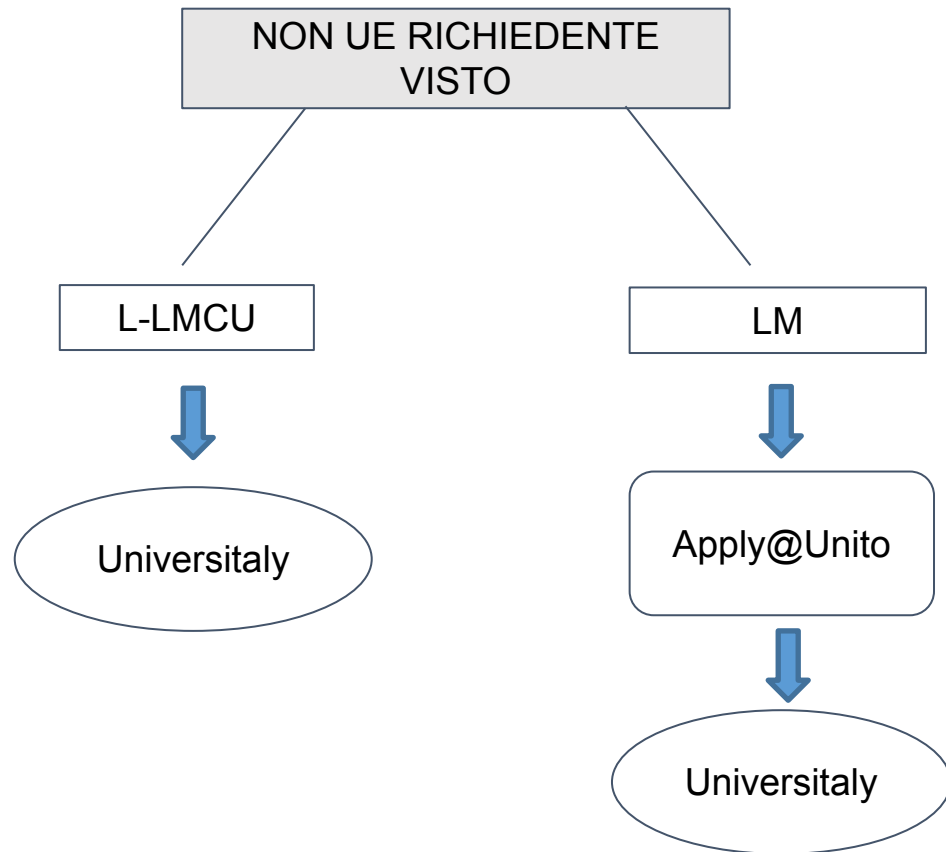 NON UE RICHIEDENTE
VISTO
L-LMCU
LM
Universitaly
Apply@Unito
Universitaly